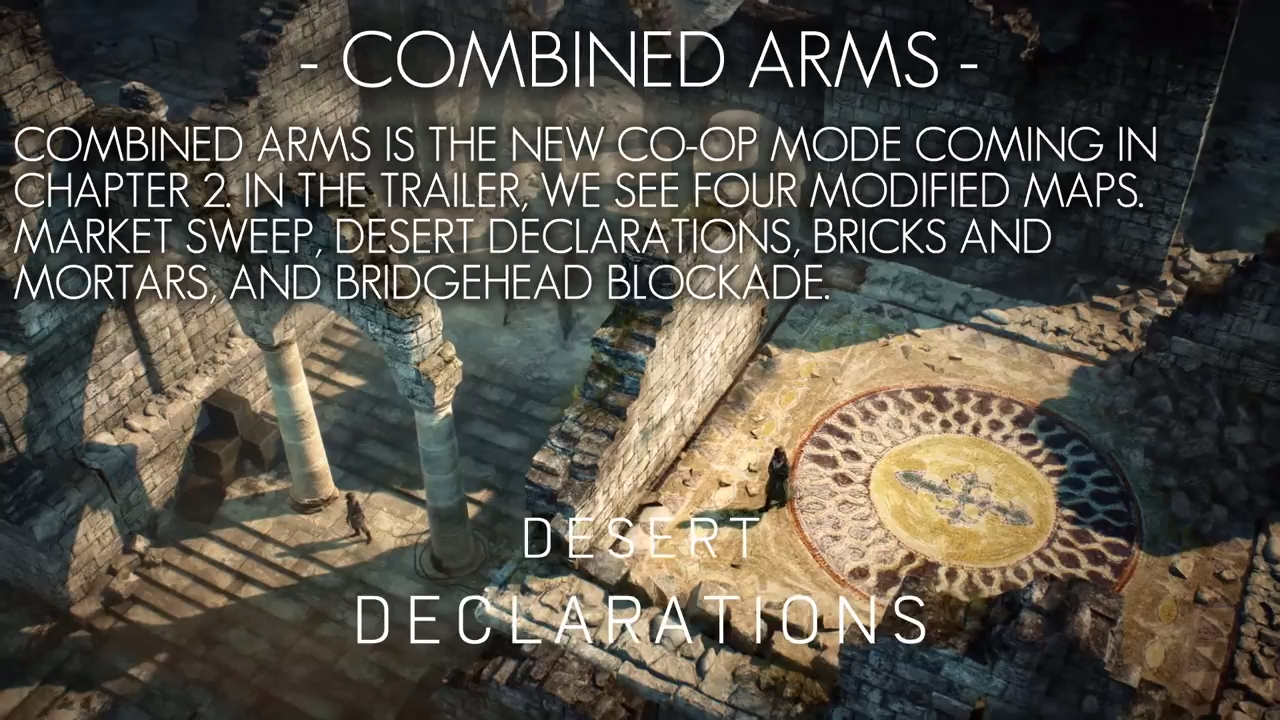 - COMBINED ARMS -
COMBINED ARMS IS THE NEW CO-OP MODE COMING IN
CHAPTER 2. IN THE TRAILER, WE SEE FOUR MODIFIED MAPS.
MARKET SWEEP, DESERT DECLARATIONS, BRICKS AND
MORTARS, AND BRIDGEHEAD BLOCKADE.
DESERT
DECLARATIONS